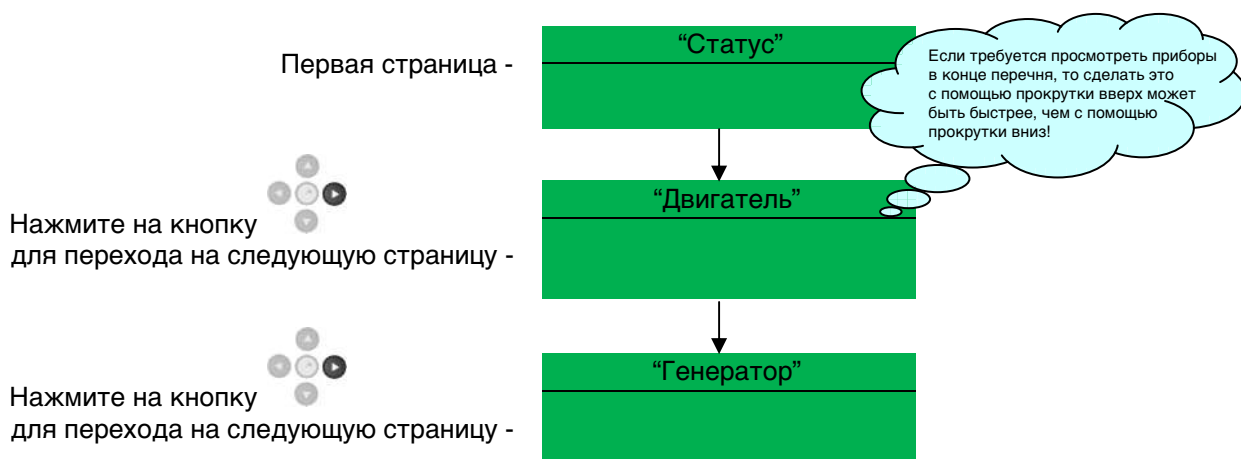 “Статус”
Первая страница -
Если требуется просмотреть приборы
в конце перечня, то сделать это
с помощью прокрутки вверх может
быть быстрее, чем с помощью
прокрутки вниз!
“Двигатель”
Нажмите на кнопку
для перехода на следующую страницу -
“Генератор”
Нажмите на кнопку
для перехода на следующую страницу -